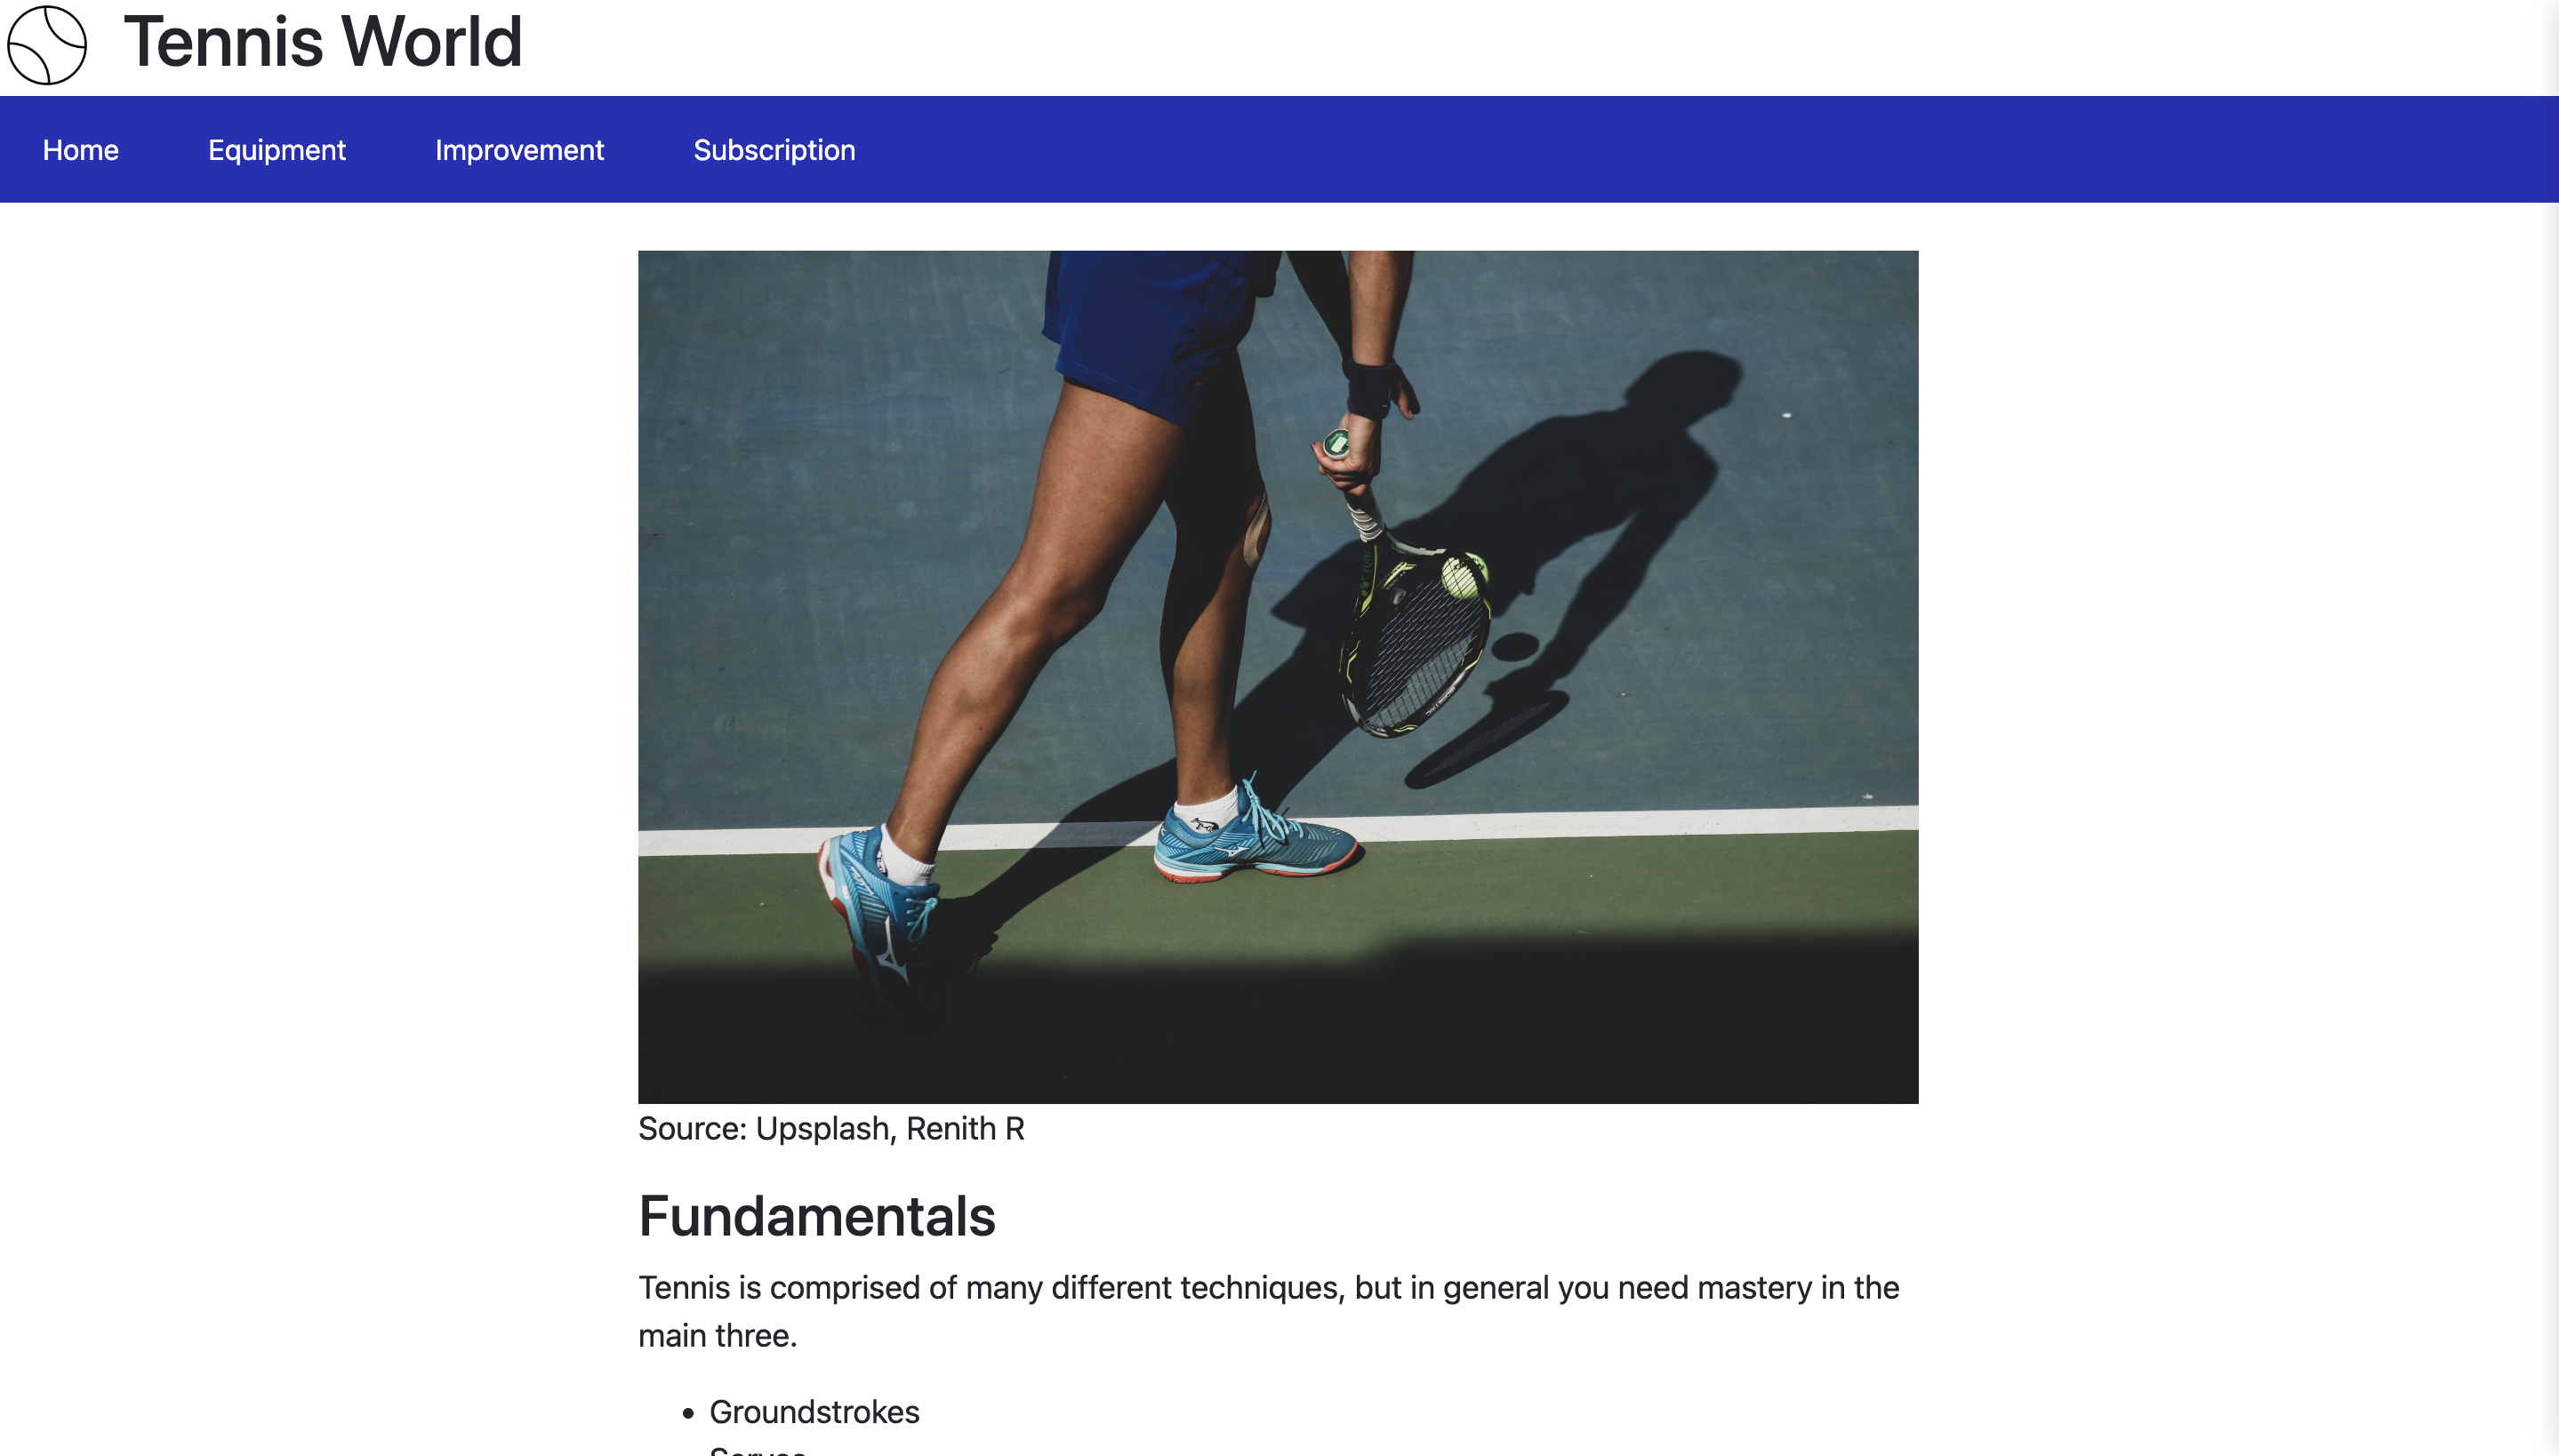 Tennis World
Home
Equipment
Improvement
Subscription
Source: Upsplash, Renith R
Fundamentals
Tennis is comprised of many different techniques, but in general you need mastery in the
main three.
Groundstrokes